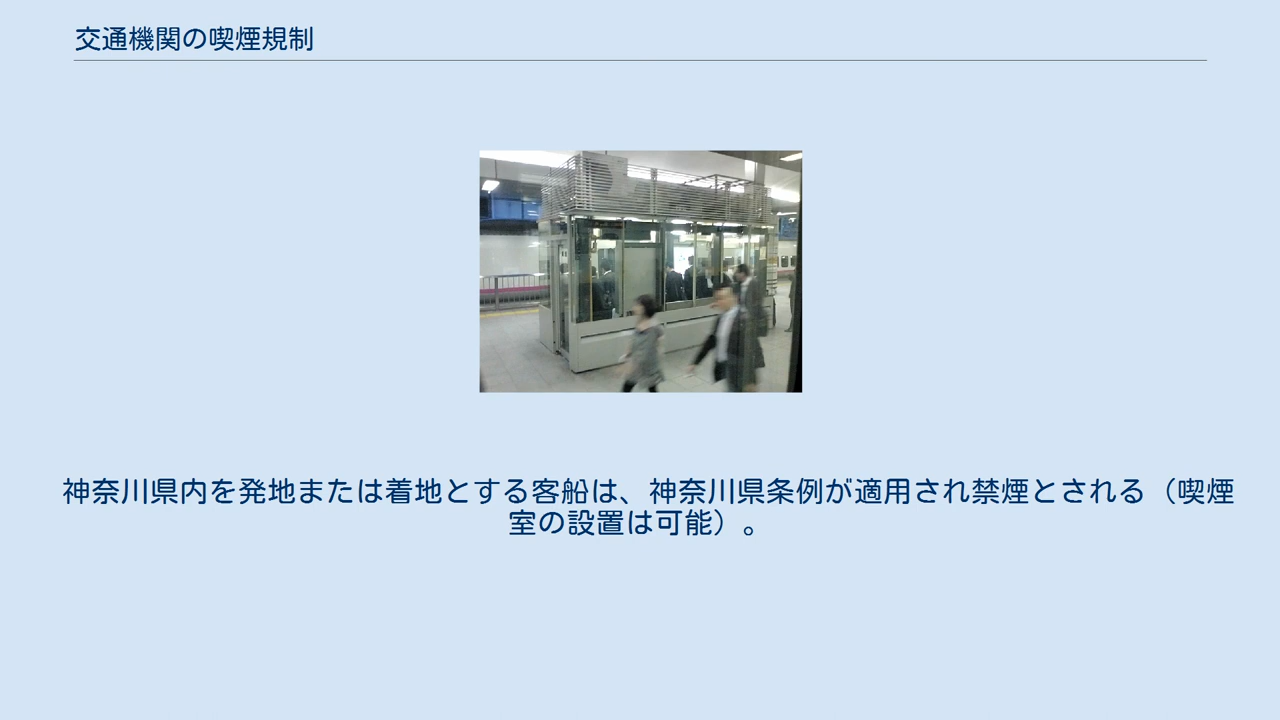 交通機関の喫煙規制
神奈川県内を発地または着地とする客船は、神奈川県条例が適用され禁煙とされる（喫煙
室の設置は可能）。